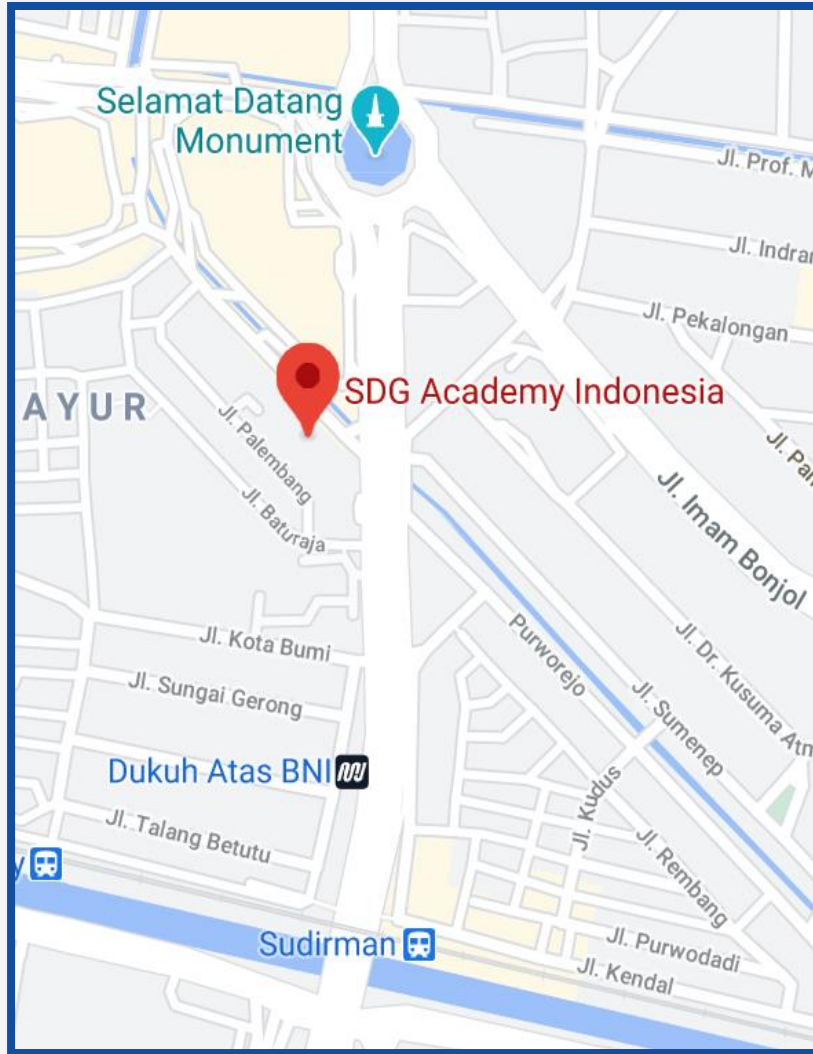 Selamat Datang
Monument
Jl. Prof. M
Jl. Indrar
Jl. Pekalongan
SDG Academy Indonesia
AYUR
Jl. Palembang
Jl. Pan
Jl. Baturaja
Jl. Imam Bonjol
Jl. Kota Bumi
Purworejo
Jl. Dr. Kusuma Atm
Jl. Sungai Gerong
Jl. Sumenep
Dukuh Atas BNI
Jl. Kudus
Jl. Talang Betutu
Jl. Rembang
y
Sudirman
Jl. Purwodadi
Jl. Kendal